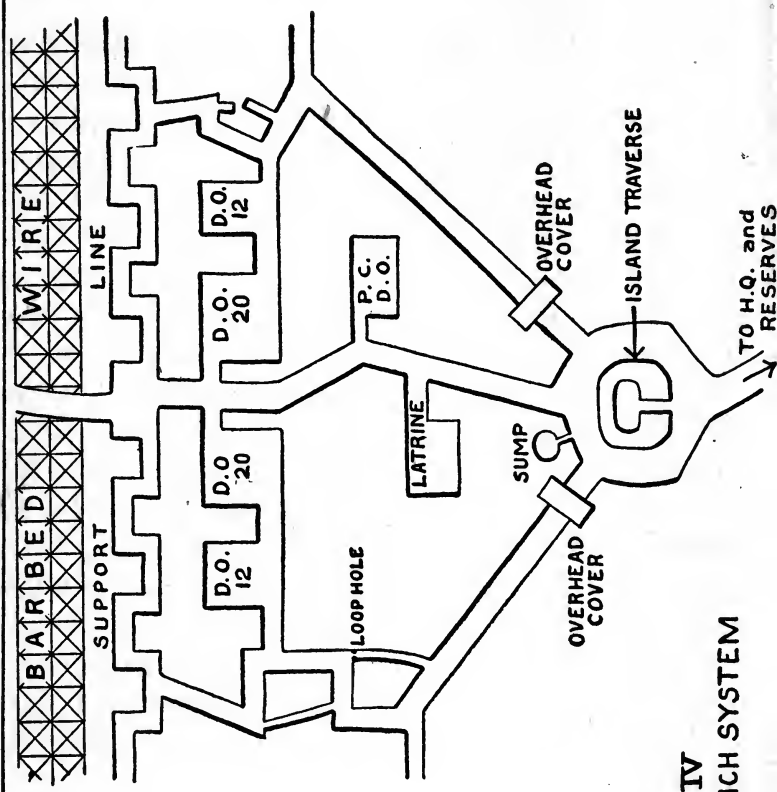 BARBED WIRE
SUPPORT LINE
D.O.
12
D.O
20
D.O.
20
D.O.
12
P.C.
D.O.
LOOP HOLE
LATRINE
SUMP
OVERHEAD
COVER
OVERHEAD
COVER
ISLAND TRAVERSE
TO H.Q. and
RESERVES
IV
CH SYSTEM